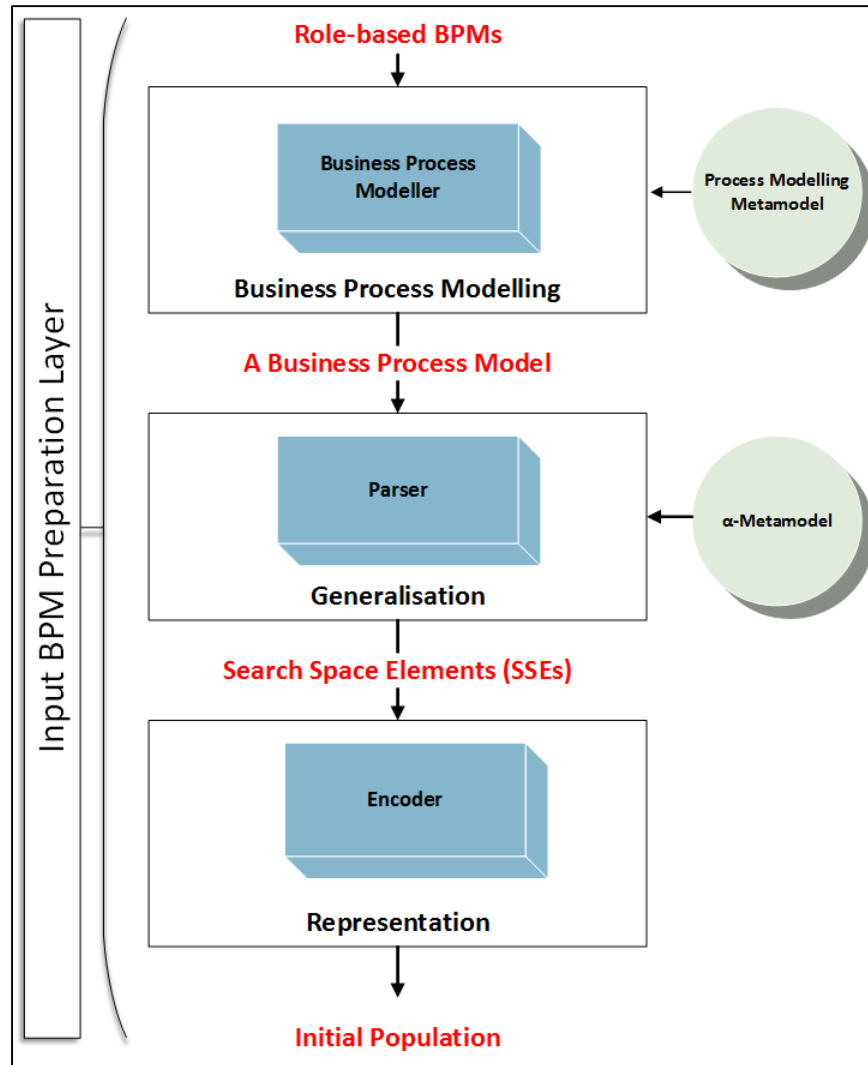 Input BPM Preparation Layer
Role-based BPMs
Business Process
Modeller
Business Process Modelling
Process Modelling
Metamodel
A Business Process Model
Parser
Generalisation
α-Metamodel
Search Space Elements (SSEs)
Encoder
Representation
Initial Population